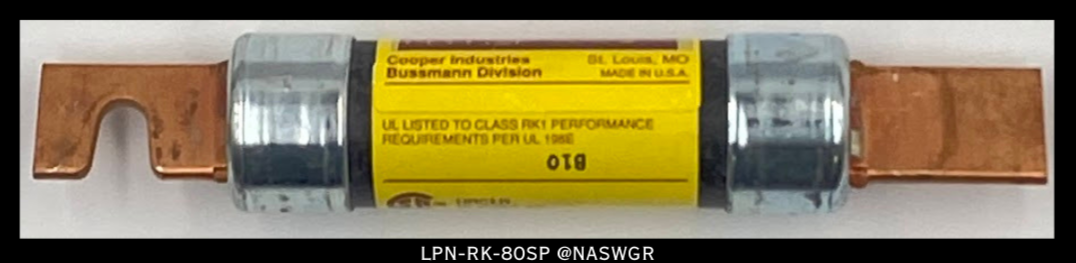 Cooper Industries St. Louis, MO
Bussmann Division MADE IN U.S.A.
UL LISTED TO CLASS RK1 PERFORMANCE
REQUIREMENTS PER UL 198E
B10
LPN-RK-80SP @NASWGR